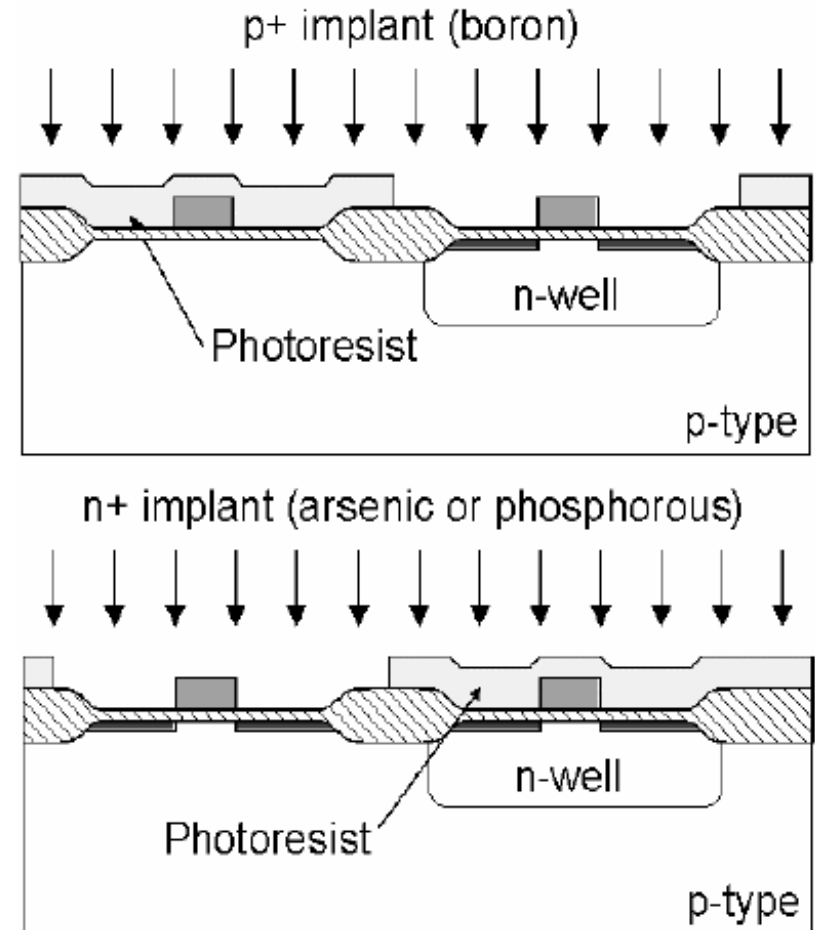 p+ implant (boron)
n-well
Photoresist
p-type
n+ implant (arsenic or phosphorous)
n-well
Photoresist
p-type